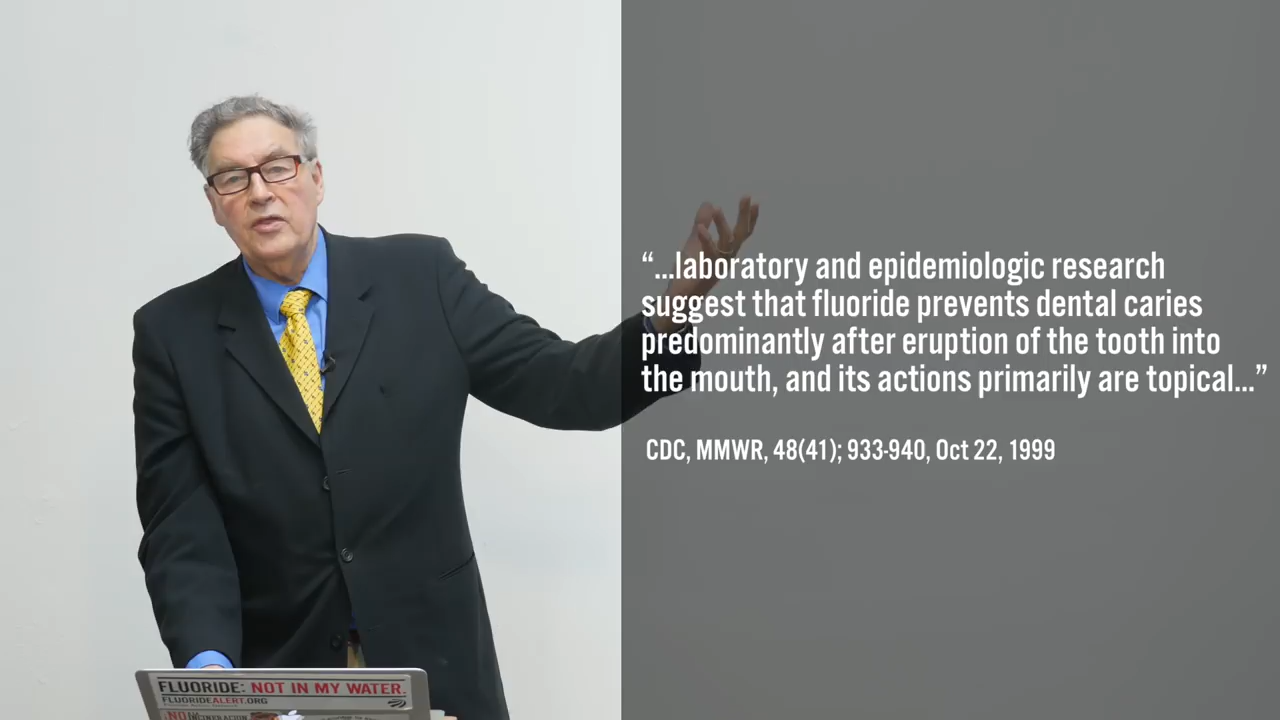 “...laboratory and epidemiologic research
suggest that fluoride prevents dental caries
predominantly after eruption of the tooth into
the mouth, and its actions primarily are topical...”
CDC, MMWR, 48(41); 933-940, Oct 22, 1999
FLUORIDE: NOT IN MY WATER.
FLUORIDEALERT.ORG